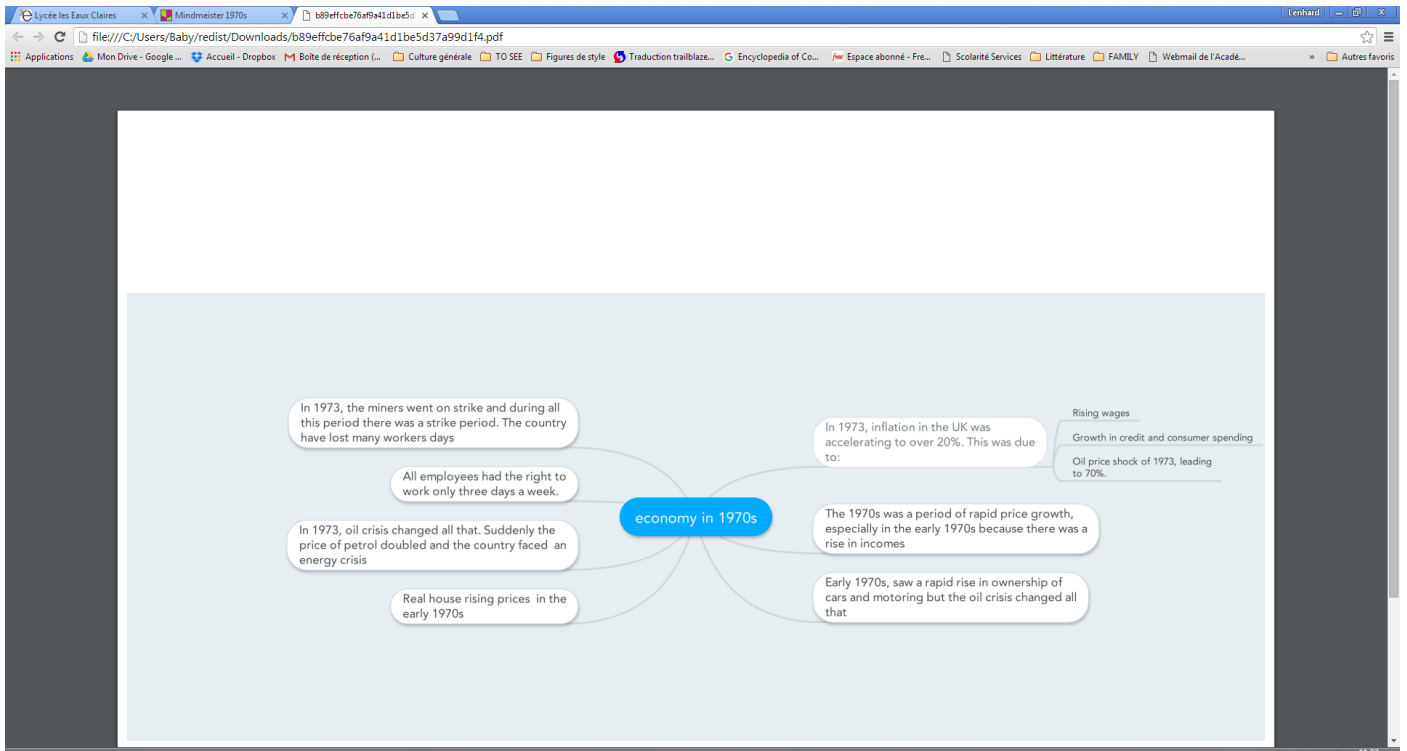 Lycée les Eaux Claires
Mindmeister 1970s
b89effcbe76af9a41d1be5d
Lenhard
file:///C:/Users/Baby/redist/Downloads/b89effcbe76af9a41d1be5d37a99d1f4.pdf
Applications
Mon Drive - Google ...
Accueil - Dropbox
Boîte de réception (...
Culture générale
TO SEE
Figures de style
Traduction trailblaze...
Encyclopedia of Co...
free Espace abonné - Fre...
Scolarité Services
Littérature
FAMILY
Webmail de l'Acadé...
»
Autres favoris
In 1973, the miners went on strike and during all
this period there was a strike period. The country
have lost many workers days
All employees had the right to
work only three days a week.
In 1973, oil crisis changed all that. Suddenly the
price of petrol doubled and the country faced an
energy crisis
Real house rising prices in the
early 1970s
economy in 1970s
In 1973, inflation in the UK was
accelerating to over 20%. This was due
to:
Rising wages
Growth in credit and consumer spending
Oil price shock of 1973, leading
to 70%.
The 1970s was a period of rapid price growth,
especially in the early 1970s because there was a
rise in incomes
Early 1970s, saw a rapid rise in ownership of
cars and motoring but the oil crisis changed all
that